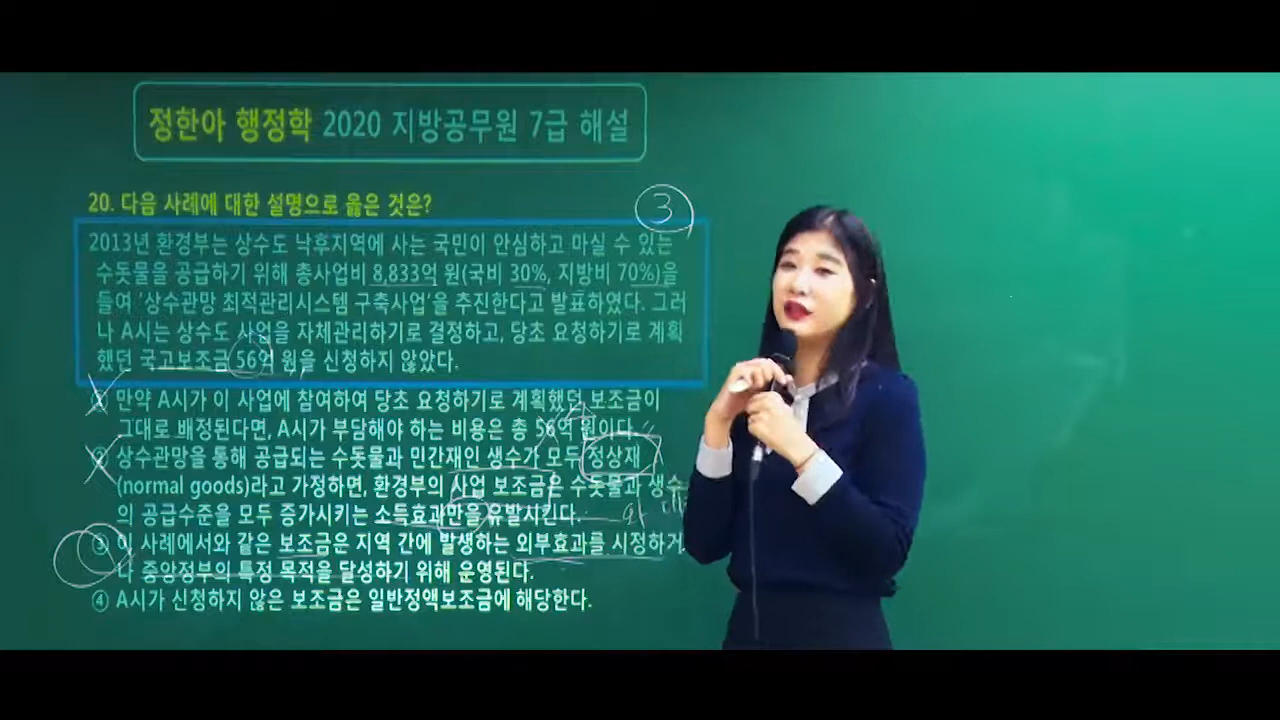 정한아 행정학 2020 지방공무원 7급 해설
20. 다음 사례에 대한 설명으로 옳은 것은?
③
2013년 환경부는 상수도 낙후지역에 사는 국민이 안심하고 마실 수 있는
수돗물을 공급하기 위해 총사업비 8,833억 원(국비 30%, 지방비 70%)을
들여 '상수관망 최적관리시스템 구축사업'을 추진한다고 발표하였다. 그러
나 A시는 상수도 사업을 자체관리하기로 결정하고, 당초 요청하기로 계획
했던 국고보조금 56억 원을 신청하지 않았다.
① 만약 A시가 이 사업에 참여하여 당초 요청하기로 계획했던 보조금이
그대로 배정된다면, A시가 부담해야 하는 비용은 총 56억 원이다.
② 상수관망을 통해 공급되는 수돗물과 민간재인 생수가 모두 정상재
(normal goods)라고 가정하면, 환경부의 사업 보조금은 수돗물과 생수
의 공급수준을 모두 증가시키는 소득효과만을 유발시킨다.
③ 이 사례에서와 같은 보조금은 지역 간에 발생하는 외부효과를 시정하거
나 중앙정부의 특정 목적을 달성하기 위해 운영된다.
④ A시가 신청하지 않은 보조금은 일반정액보조금에 해당한다.